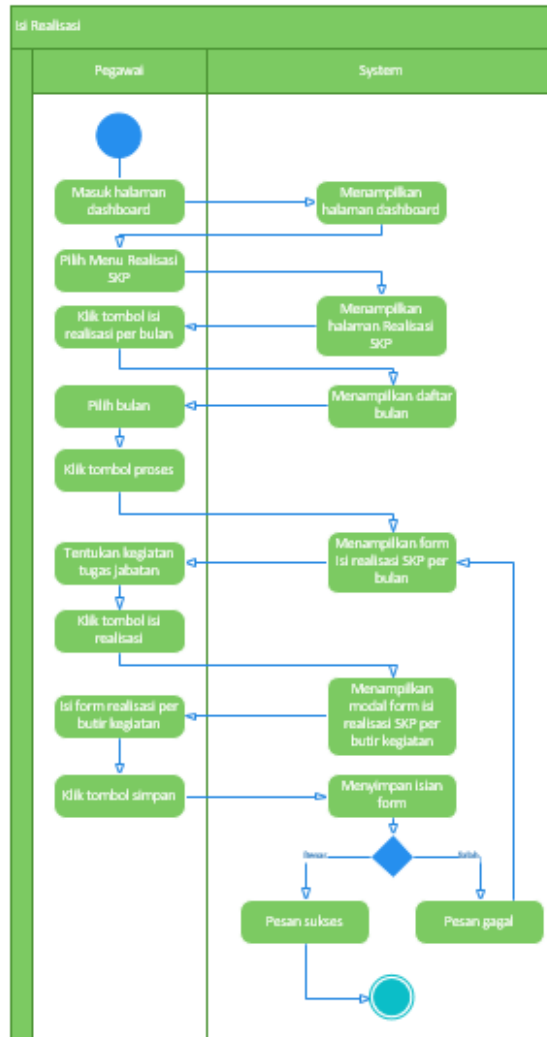 Isi Realisasi
Pegawai
System
Masuk halaman
dashboard
Menampilkan
halaman dashboard
Pilih Menu Realisasi
SKP
Menampilkan
halaman Realisasi
SKP
Klik tombol isi
realisasi per bulan
Menampilkan daftar
bulan
Pilih bulan
Klik tombol proses
Menampilkan form
Isi realisasi SKP per
bulan
Tentukan kegiatan
tugas jabatan
Klik tombol isi
realisasi
Menampilkan
modal form isi
realisasi SKP per
butir kegiatan
Isi form realisasi per
butir kegiatan
Klik tombol simpan
Menyimpan isian
form
Pesan sukses
Pesan gagal